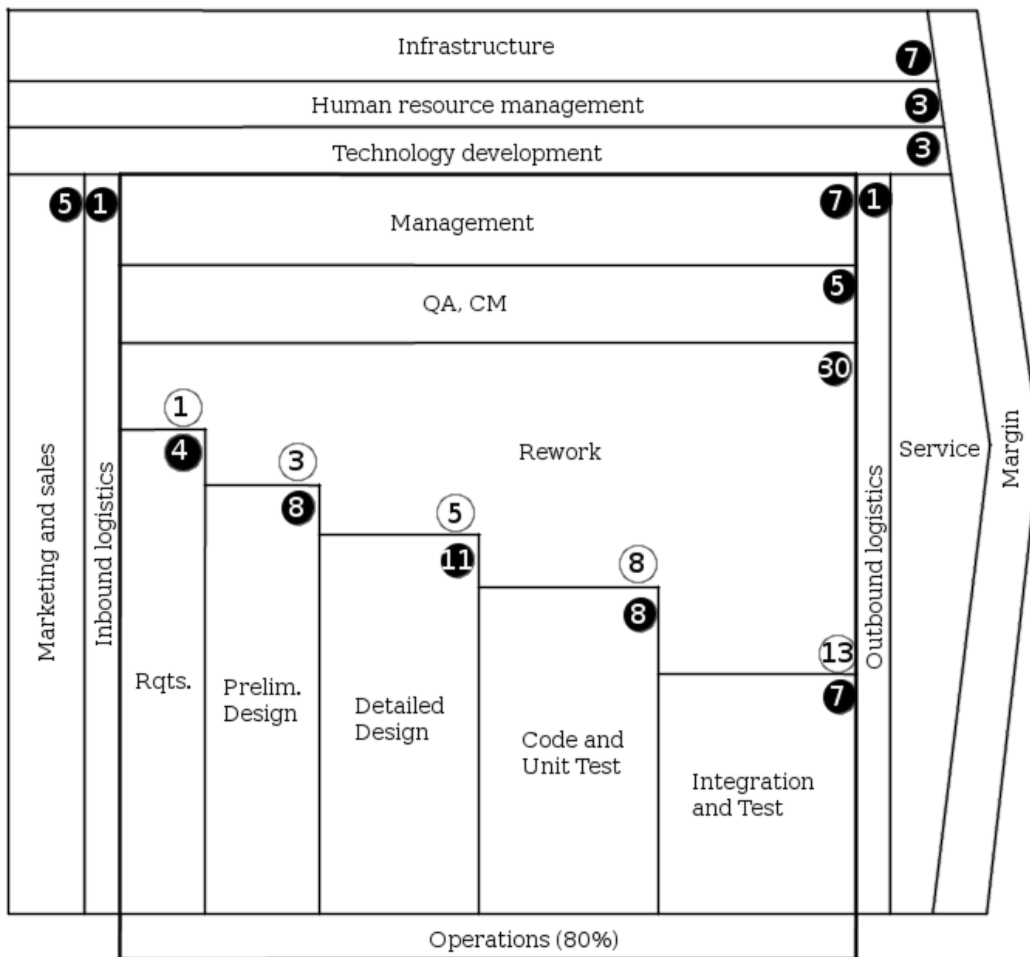 Infrastructure
7
Human resource management
3
Technology development
3
5
1
Management
7
1
QA, CM
5
30
Rework
1
4
3
8
5
11
8
8
13
7
Marketing and sales
Inbound logistics
Rqts.
Prelim.
Design
Detailed
Design
Code and
Unit Test
Integration
and Test
Outbound logistics
Service
Margin
Operations (80%)